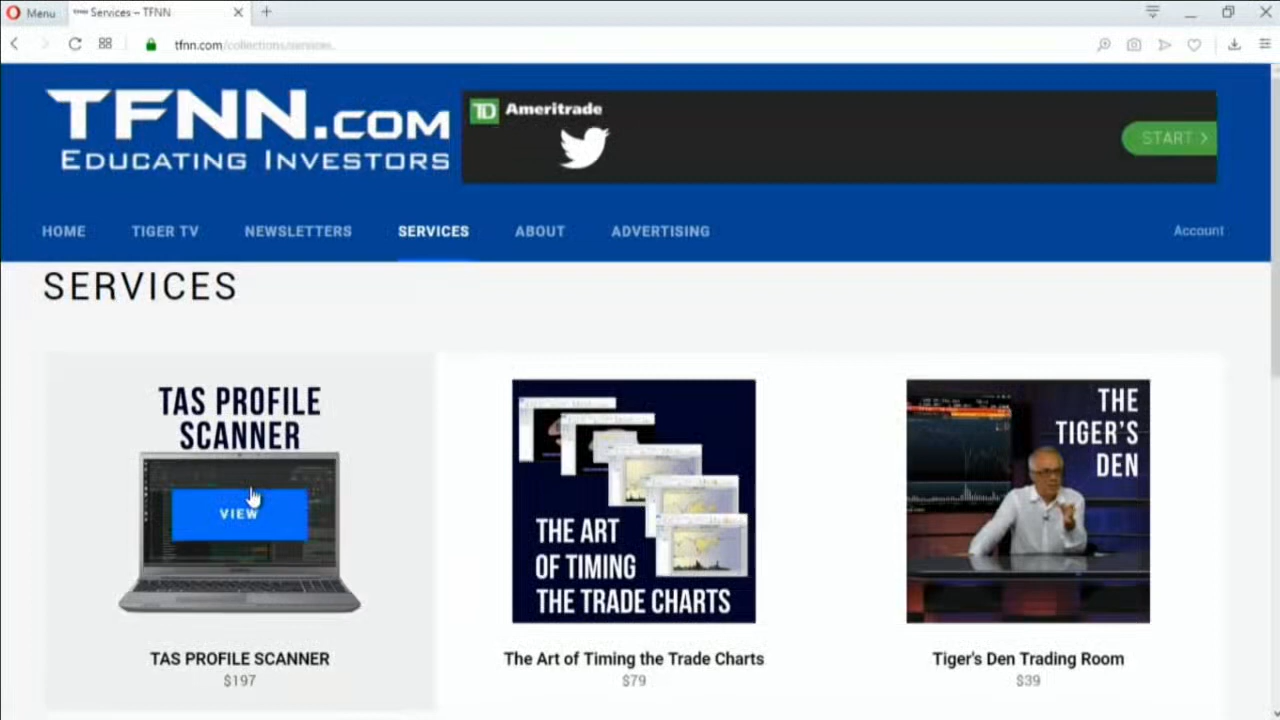 Menu
Services – TFNN
tfnn.com/collections/services
TFNN.COM
EDUCATING INVESTORS
TD Ameritrade
START >
HOME
TIGER TV
NEWSLETTERS
SERVICES
ABOUT
ADVERTISING
Account
SERVICES
TAS PROFILE
SCANNER
VIEW
THE ART
OF TIMING
THE TRADE CHARTS
THE
TIGER'S
DEN
TAS PROFILE SCANNER
The Art of Timing the Trade Charts
Tiger's Den Trading Room
$197
$79
$39